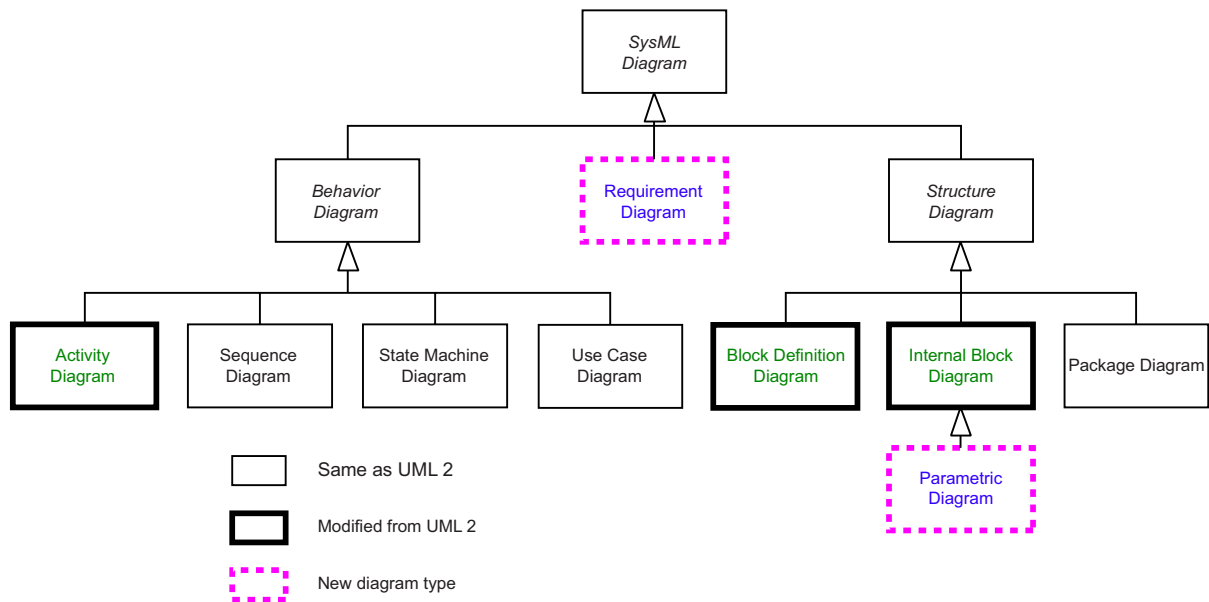 SysML
Diagram
Behavior
Diagram
Requirement
Diagram
Structure
Diagram
Activity
Diagram
Sequence
Diagram
State Machine
Diagram
Use Case
Diagram
Block Definition
Diagram
Internal Block
Diagram
Package Diagram
Parametric
Diagram
Same as UML 2
Modified from UML 2
New diagram type